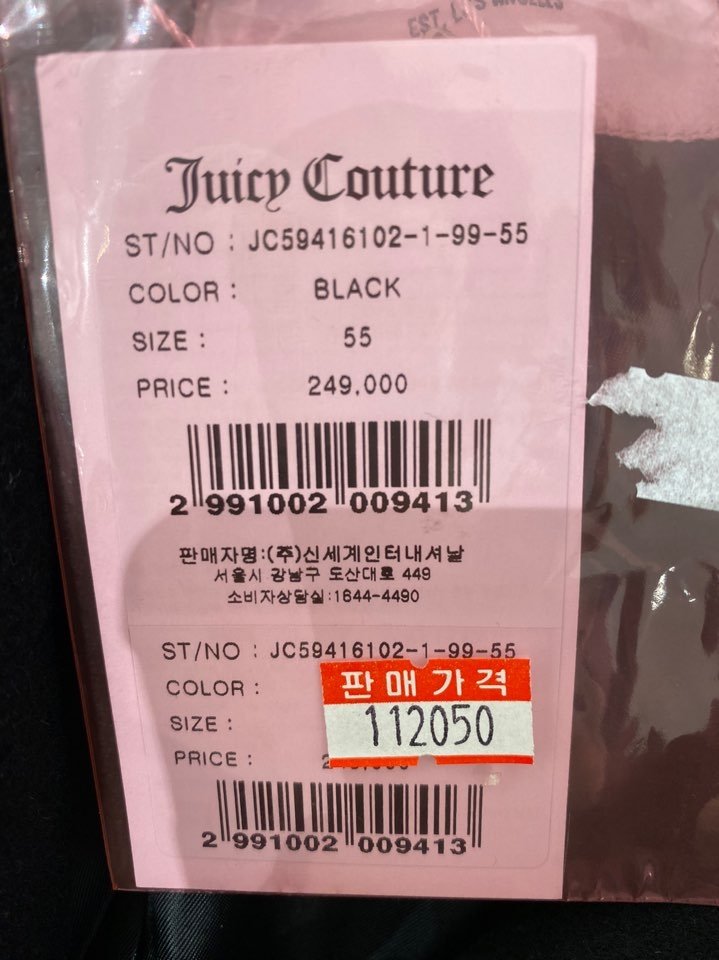 EST. LOS ANGELES
Juicy Couture
ST/NO : JC59416102-1-99-55
COLOR : BLACK
SIZE : 55
PRICE : 249,000
2 991002 009413
판매자명:(주)신세계인터내셔날
서울시 강남구 도산대로 449
소비자상담실:1644-4490
ST/NO : JC59416102-1-99-55
COLOR :
SIZE :
PRICE :
판매가격
112050
2 991002 009413